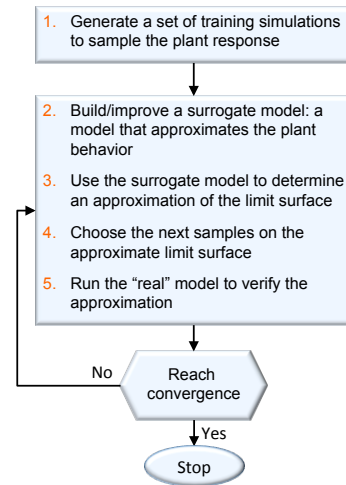 1. Generate a set of training simulations
to sample the plant response
2. Build/improve a surrogate model: a
model that approximates the plant
behavior
3. Use the surrogate model to determine
an approximation of the limit surface
4. Choose the next samples on the
approximate limit surface
5. Run the “real” model to verify the
approximation
No
Reach
convergence
Yes
Stop